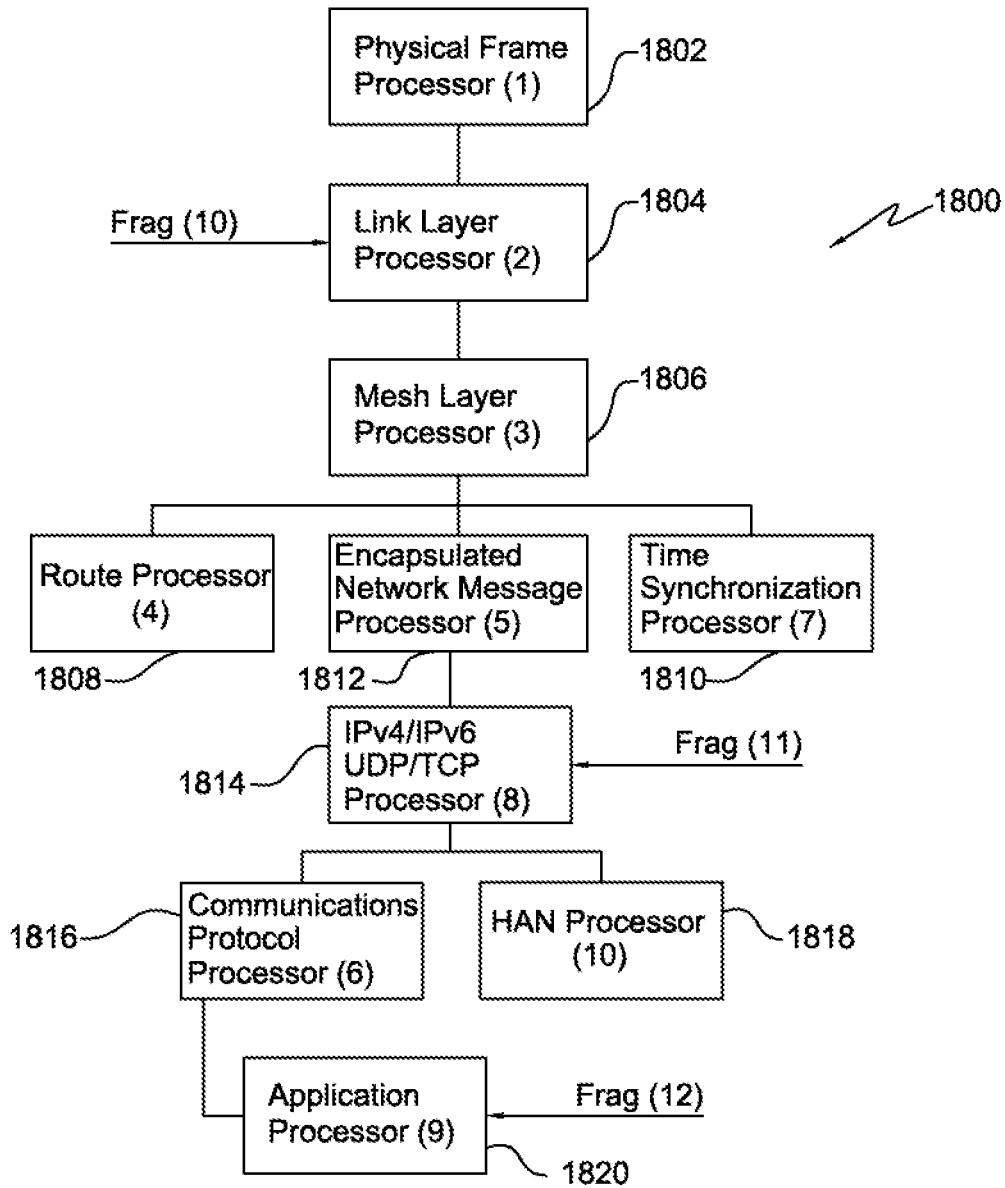 Physical Frame
Processor (1)
1802
Link Layer
Processor (2)
1804
Frag (10)
1800
Mesh Layer
Processor (3)
1806
Route Processor
(4)
1808
Encapsulated
Network Message
Processor (5)
1812
Time
Synchronization
Processor (7)
1810
IPv4/IPv6
UDP/TCP
Processor (8)
1814
Frag (11)
Communications
Protocol
Processor (6)
1816
HAN Processor
(10)
1818
Application
Processor (9)
Frag (12)
1820